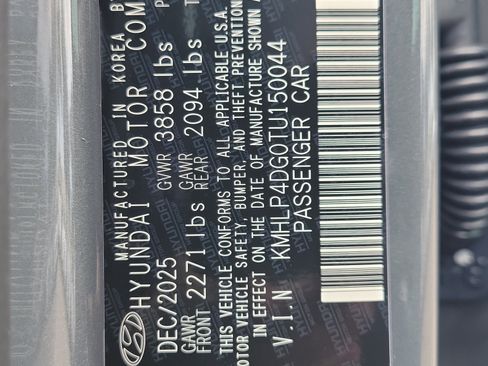 MANUFACTURED IN KOREA B
HYUNDAI MOTOR COM
DEC/2025 GVWR 3858 lbs
GAWR FRONT 2271 lbs GAWR REAR 2094 lbs
THIS VEHICLE CONFORMS TO ALL APPLICABLE U.S.A.
MOTOR VEHICLE SAFETY, BUMPER, AND THEFT PREVENTION
IN EFFECT ON THE DATE OF MANUFACTURE SHOWN A
V.I.N KMHLP4DG0TU150044
PASSENGER CAR